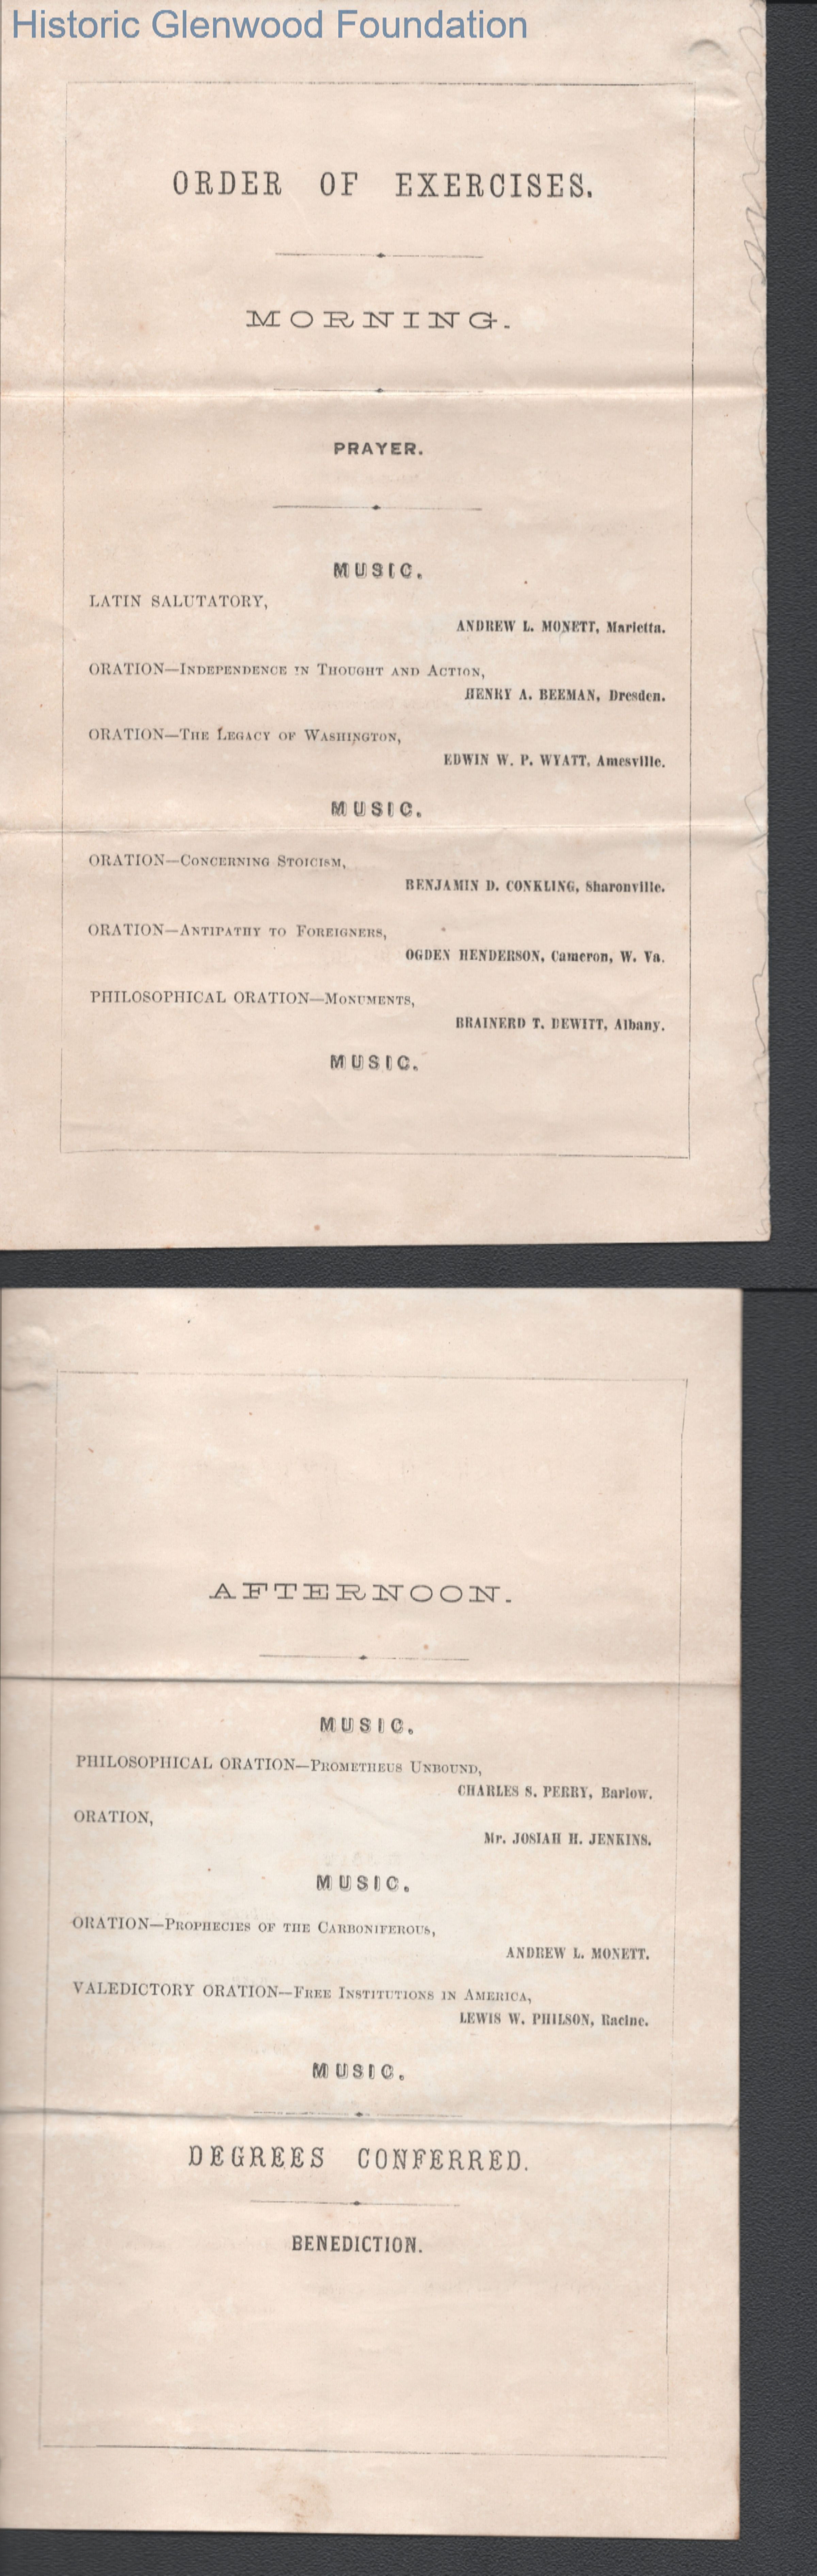 Historic Glenwood Foundation
ORDER OF EXERCISES.
MORNING.
PRAYER.
MUSIC.
LATIN SALUTATORY,
ANDREW L. MONETT, Marietta.
ORATION—INDEPENDENCE IN THOUGHT AND ACTION,
HENRY A. BEEMAN, Dresden.
ORATION—THE LEGACY OF WASHINGTON,
EDWIN W. P. WYATT, Amesville.
MUSIC.
ORATION—CONCERNING STOICISM,
BENJAMIN D. CONKLING, Sharonville.
ORATION—ANTIPATHY TO FOREIGNERS,
OGDEN HENDERSON, Cameron, W. Va.
PHILOSOPHICAL ORATION—MONUMENTS,
BRAINERD T. DEWITT, Albany.
MUSIC.
AFTERNOON.
MUSIC.
PHILOSOPHICAL ORATION—PROMETHEUS UNBOUND,
CHARLES S. PERRY, Barlow.
ORATION,
Mr. JOSIAH H. JENKINS.
MUSIC.
ORATION—PROPHECIES OF THE CARBONIFEROUS,
ANDREW L. MONETT.
VALEDICTORY ORATION—FREE INSTITUTIONS IN AMERICA,
LEWIS W. PHILSON, Racine.
MUSIC.
DEGREES CONFERRED.
BENEDICTION.